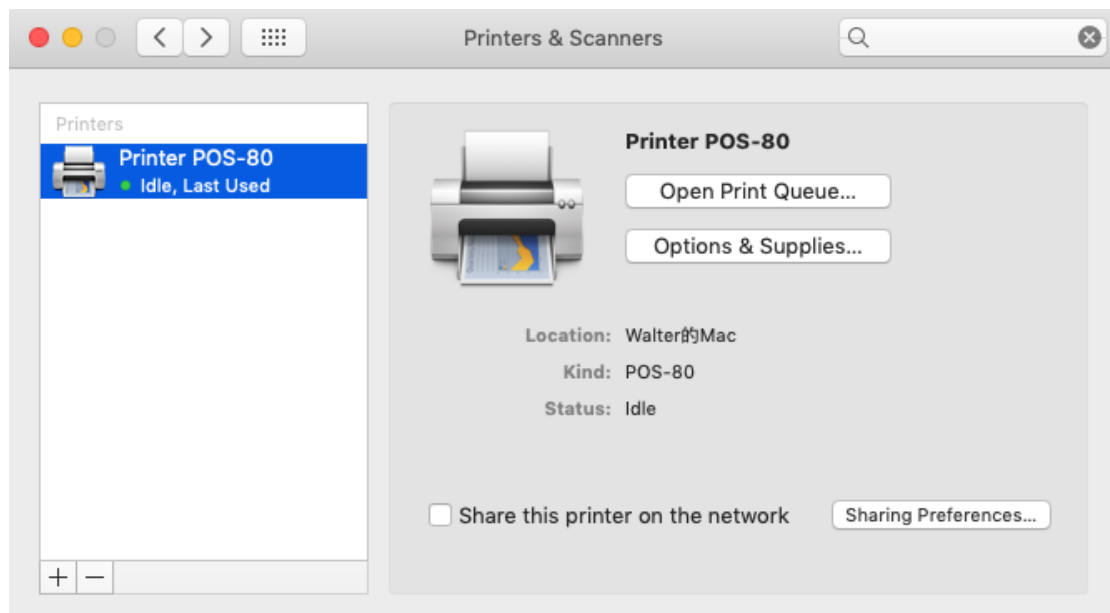 Printers & Scanners
Printers
Printer POS-80
Idle, Last Used
Printer POS-80
Open Print Queue...
Options & Supplies...
Location: Walter的Mac
Kind: POS-80
Status: Idle
Share this printer on the network
Sharing Preferences...